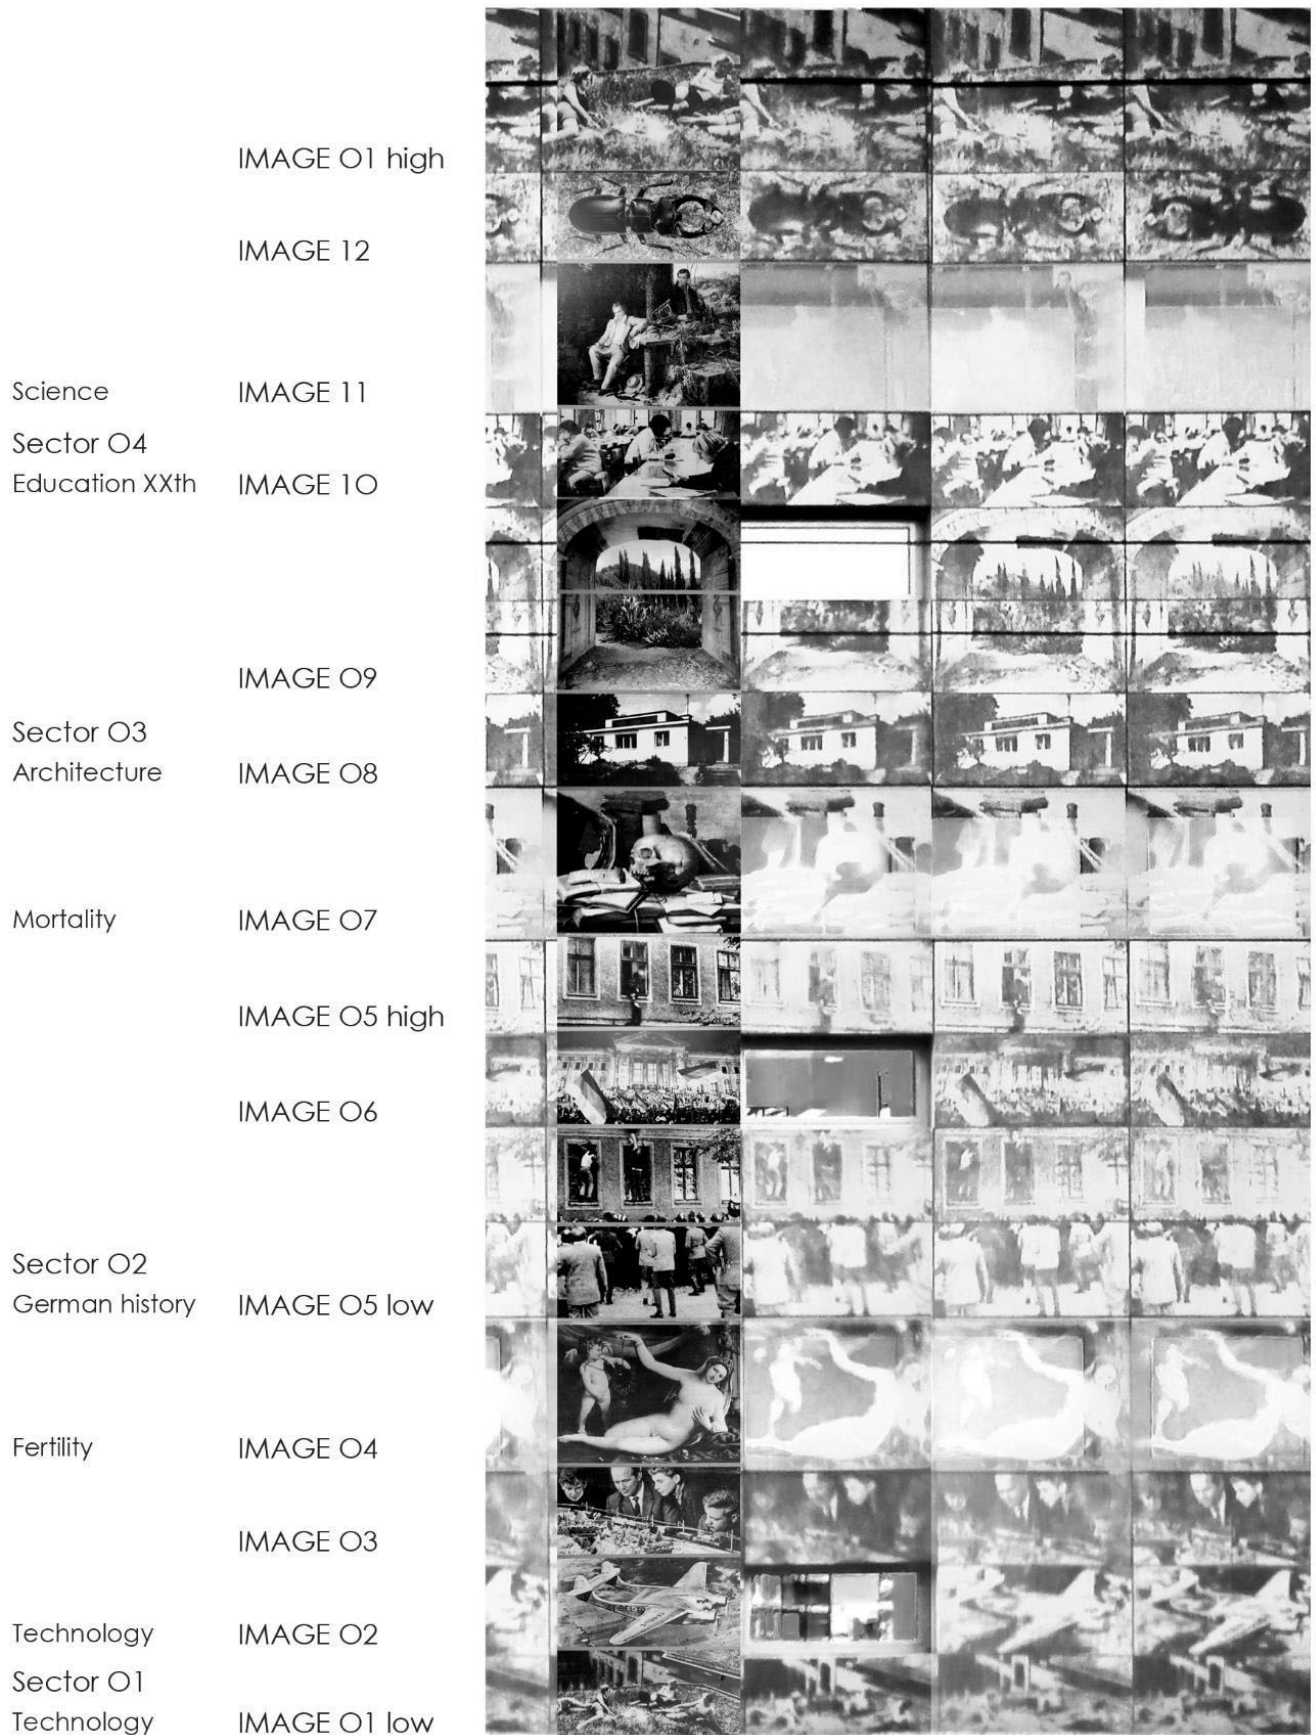 IMAGE O1 high
IMAGE 12
Science IMAGE 11
Sector O4
Education XXth IMAGE 1O
IMAGE O9
Sector O3
Architecture IMAGE O8
Mortality IMAGE O7
IMAGE O5 high
IMAGE O6
Sector O2
German history IMAGE O5 low
Fertility IMAGE O4
IMAGE O3
Technology IMAGE O2
Sector O1
Technology IMAGE O1 low